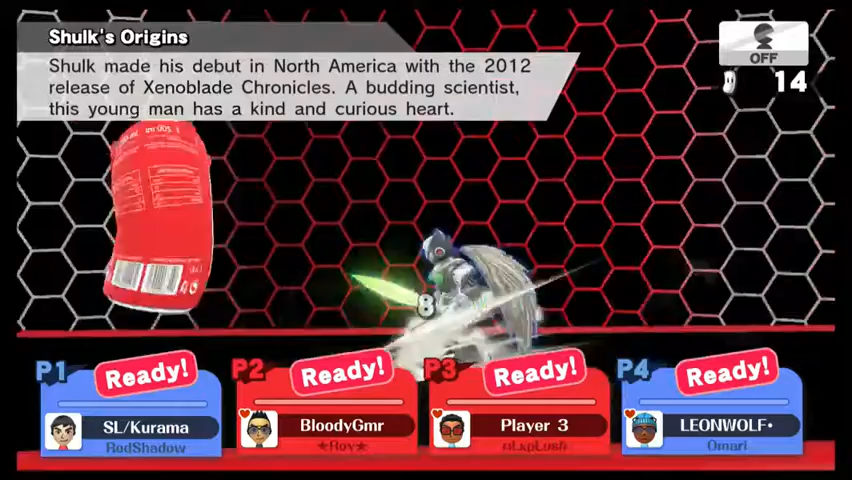 Shulk's Origins
Shulk made his debut in North America with the 2012
release of Xenoblade Chronicles. A budding scientist,
this young man has a kind and curious heart.
OFF
14
8
P1 Ready!
P2 Ready!
P3 Ready!
P4 Ready!
SL/Kurama
BloodyGmr
Player 3
LEONWOLF•
RedShadow
★Roy★
Omari